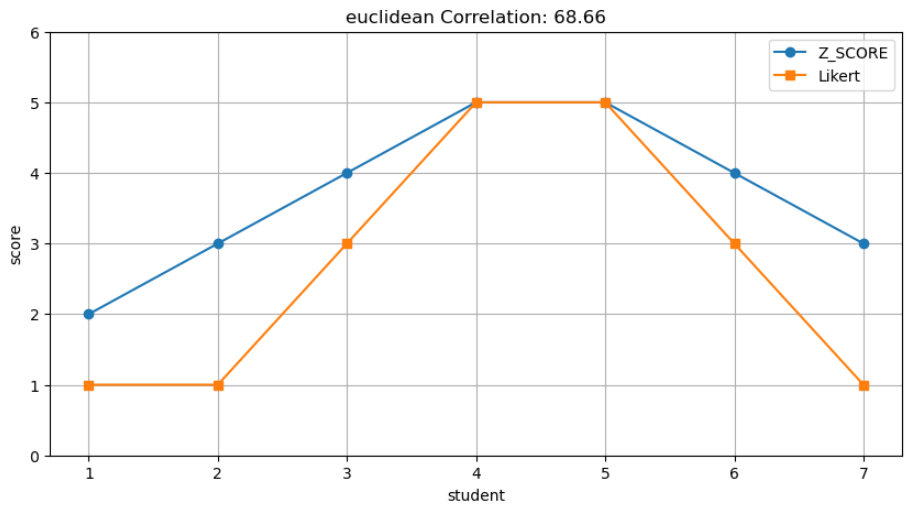 euclidean Correlation: 68.66
Z_SCORE
Likert
6
5
4
3
2
1
0
score
1 2 3 4 5 6 7
student